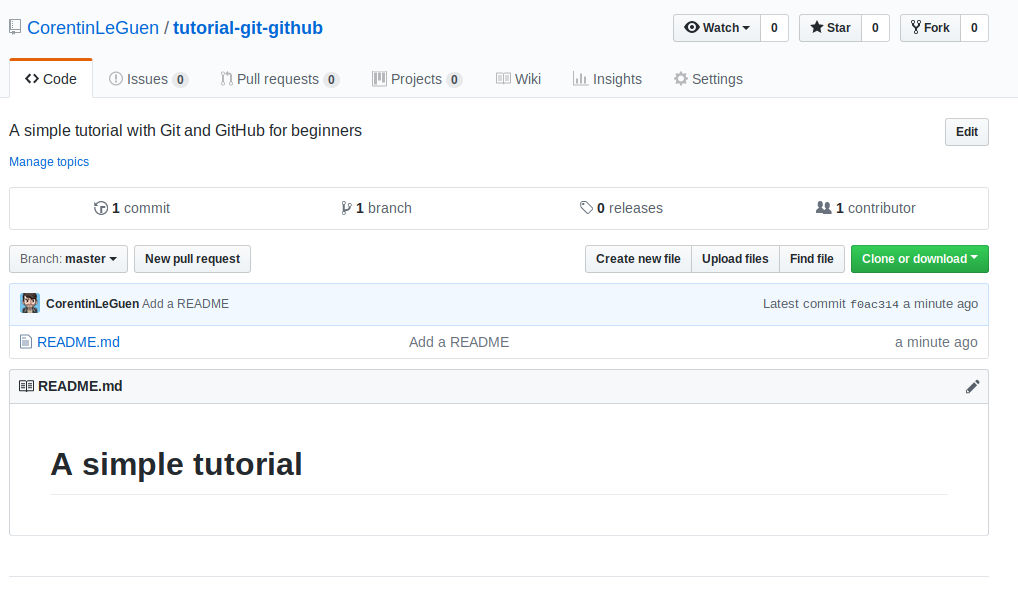 CorentinLeGuen / tutorial-git-github Watch 0 Star 0 Fork 0
Code Issues 0 Pull requests 0 Projects 0 Wiki Insights Settings
A simple tutorial with Git and GitHub for beginners Edit
Manage topics
1 commit 1 branch 0 releases 1 contributor
Branch: master New pull request Create new file Upload files Find file Clone or download
CorentinLeGuen Add a README Latest commit f0ac314 a minute ago
README.md Add a README a minute ago
README.md
A simple tutorial